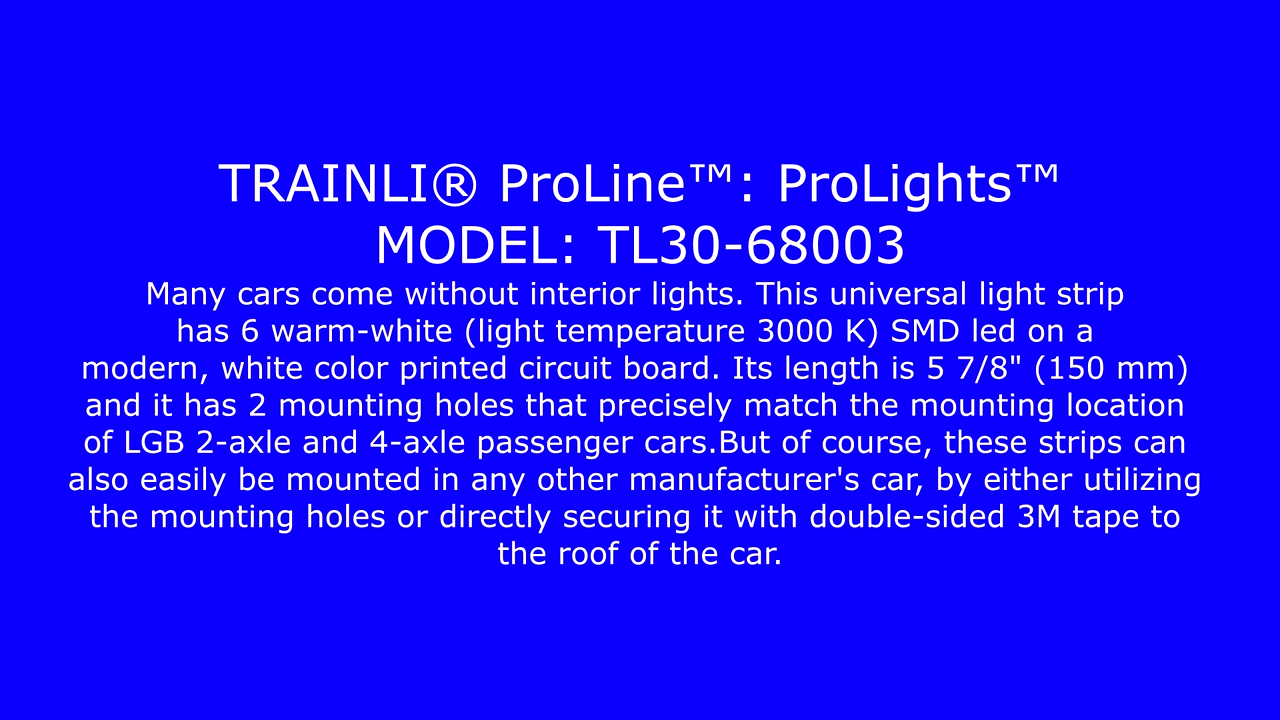 TRAINLI® ProLine™: ProLights™
MODEL: TL30-68003
Many cars come without interior lights. This universal light strip
has 6 warm-white (light temperature 3000 K) SMD led on a
modern, white color printed circuit board. Its length is 5 7/8" (150 mm)
and it has 2 mounting holes that precisely match the mounting location
of LGB 2-axle and 4-axle passenger cars.But of course, these strips can
also easily be mounted in any other manufacturer's car, by either utilizing
the mounting holes or directly securing it with double-sided 3M tape to
the roof of the car.